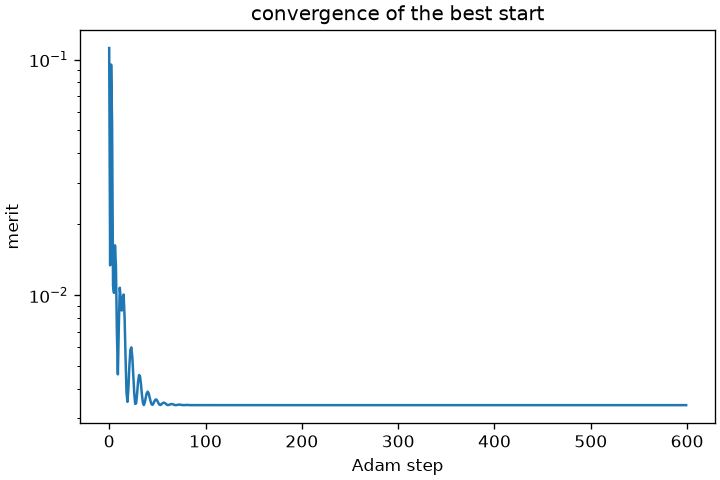 convergence of the best start
10⁻¹
10⁻²
merit
0 100 200 300 400 500 600
Adam step